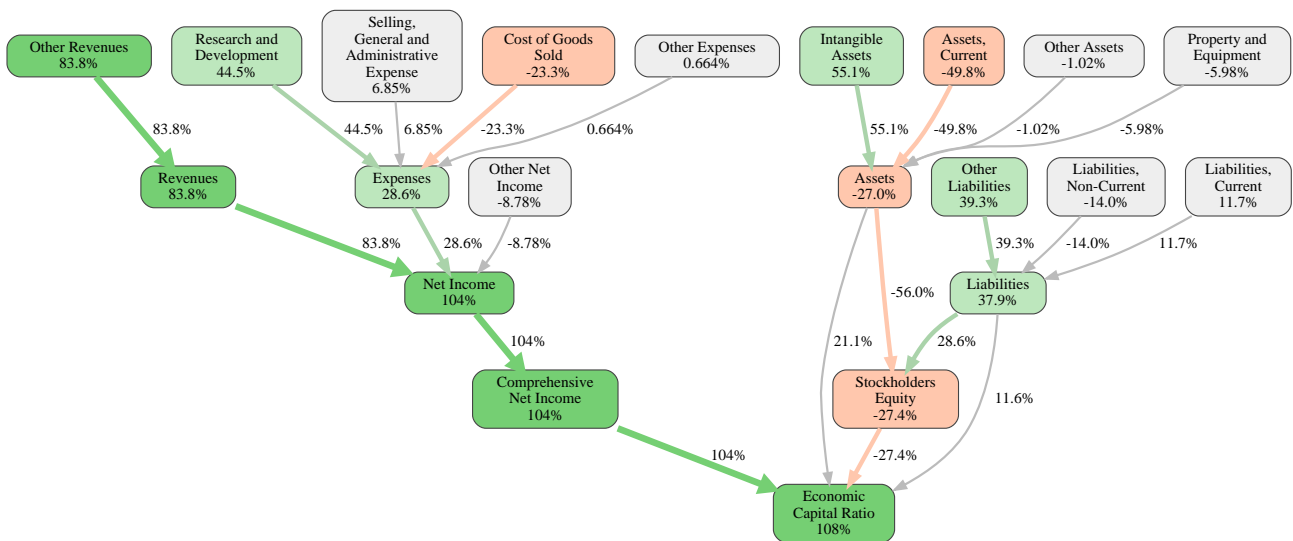 Other Revenues
83.8%
Research and
Development
44.5%
Selling,
General and
Administrative
Expense
6.85%
Cost of Goods
Sold
-23.3%
Other Expenses
0.664%
Intangible
Assets
55.1%
Assets,
Current
-49.8%
Other Assets
-1.02%
Property and
Equipment
-5.98%
83.8%
44.5%
6.85%
-23.3%
0.664%
55.1%
-49.8%
-1.02%
-5.98%
Revenues
83.8%
Expenses
28.6%
Other Net
Income
-8.78%
Assets
-27.0%
Other
Liabilities
39.3%
Liabilities,
Non-Current
-14.0%
Liabilities,
Current
11.7%
83.8%
28.6%
-8.78%
39.3%
-14.0%
11.7%
Net Income
104%
-56.0%
Liabilities
37.9%
104%
21.1%
28.6%
Comprehensive
Net Income
104%
Stockholders
Equity
-27.4%
11.6%
104%
-27.4%
Economic
Capital Ratio
108%